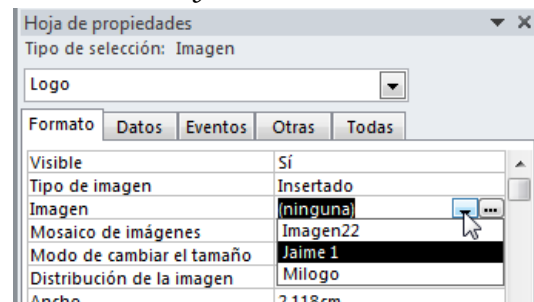 Hoja de propiedades
Tipo de selección: Imagen
Logo
Formato Datos Eventos Otras Todas
Visible Sí
Tipo de imagen Insertado
Imagen (ninguna)
Mosaico de imágenes Imagen22
Modo de cambiar el tamaño Jaime 1
Distribución de la imagen Milogo
Ancho 2,118cm